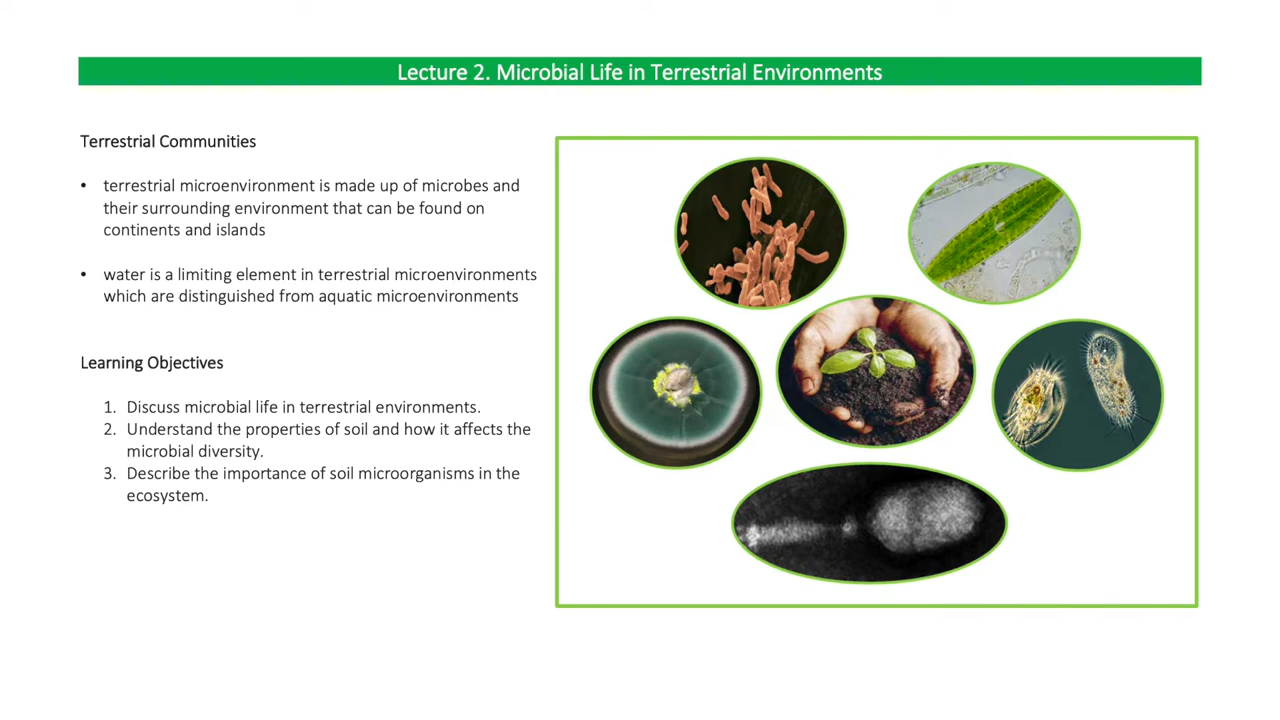 Lecture 2. Microbial Life in Terrestrial Environments
Terrestrial Communities
• terrestrial microenvironment is made up of microbes and
their surrounding environment that can be found on
continents and islands
• water is a limiting element in terrestrial microenvironments
which are distinguished from aquatic microenvironments
Learning Objectives
1. Discuss microbial life in terrestrial environments.
2. Understand the properties of soil and how it affects the
microbial diversity.
3. Describe the importance of soil microorganisms in the
ecosystem.